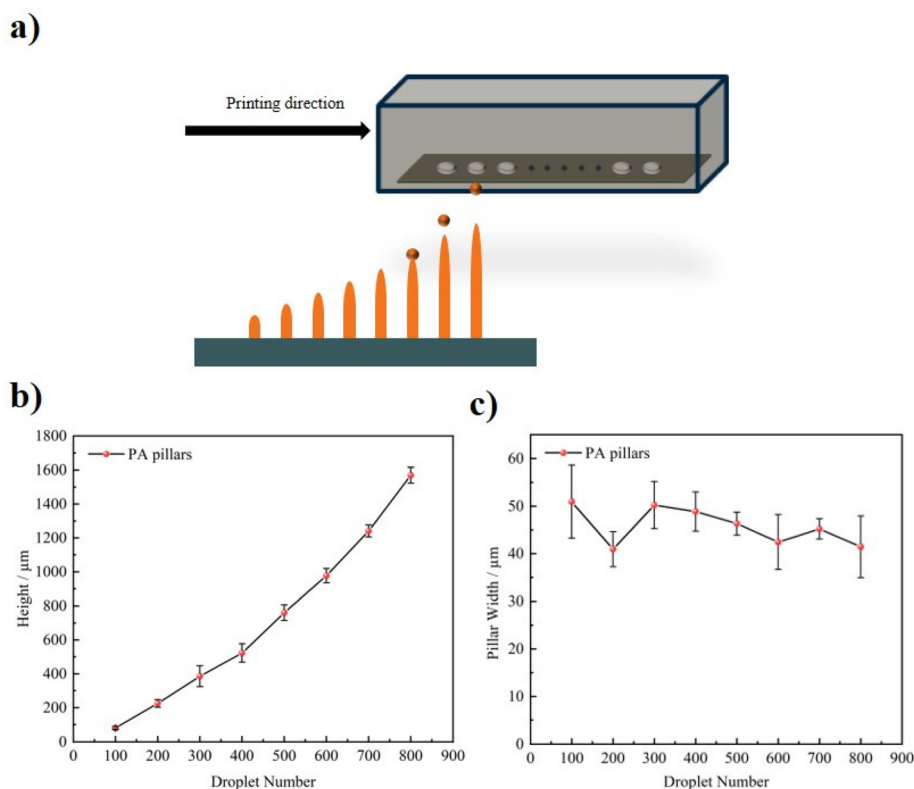 a)
Printing direction
b)
1800
1600
1400
1200
1000
800
600
400
200
0
Height / μm
PA pillars
0 100 200 300 400 500 600 700 800 900
Droplet Number
c)
60
50
40
30
20
10
0
Pillar Width / μm
PA pillars
0 100 200 300 400 500 600 700 800 900
Droplet Number